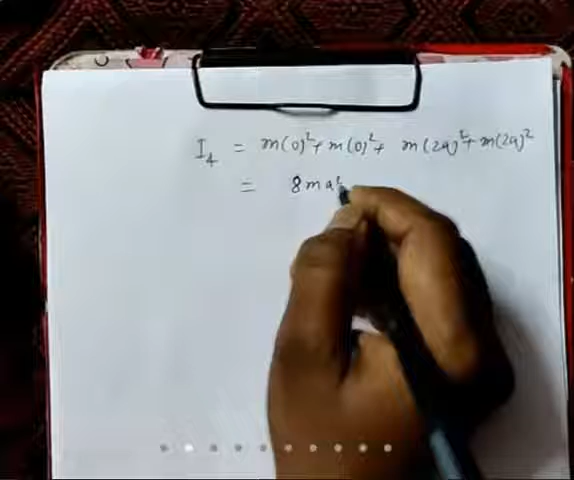 I₄ = m(0)²+m(0)²+ m(2a)²+m(2a)²
= 8ma²